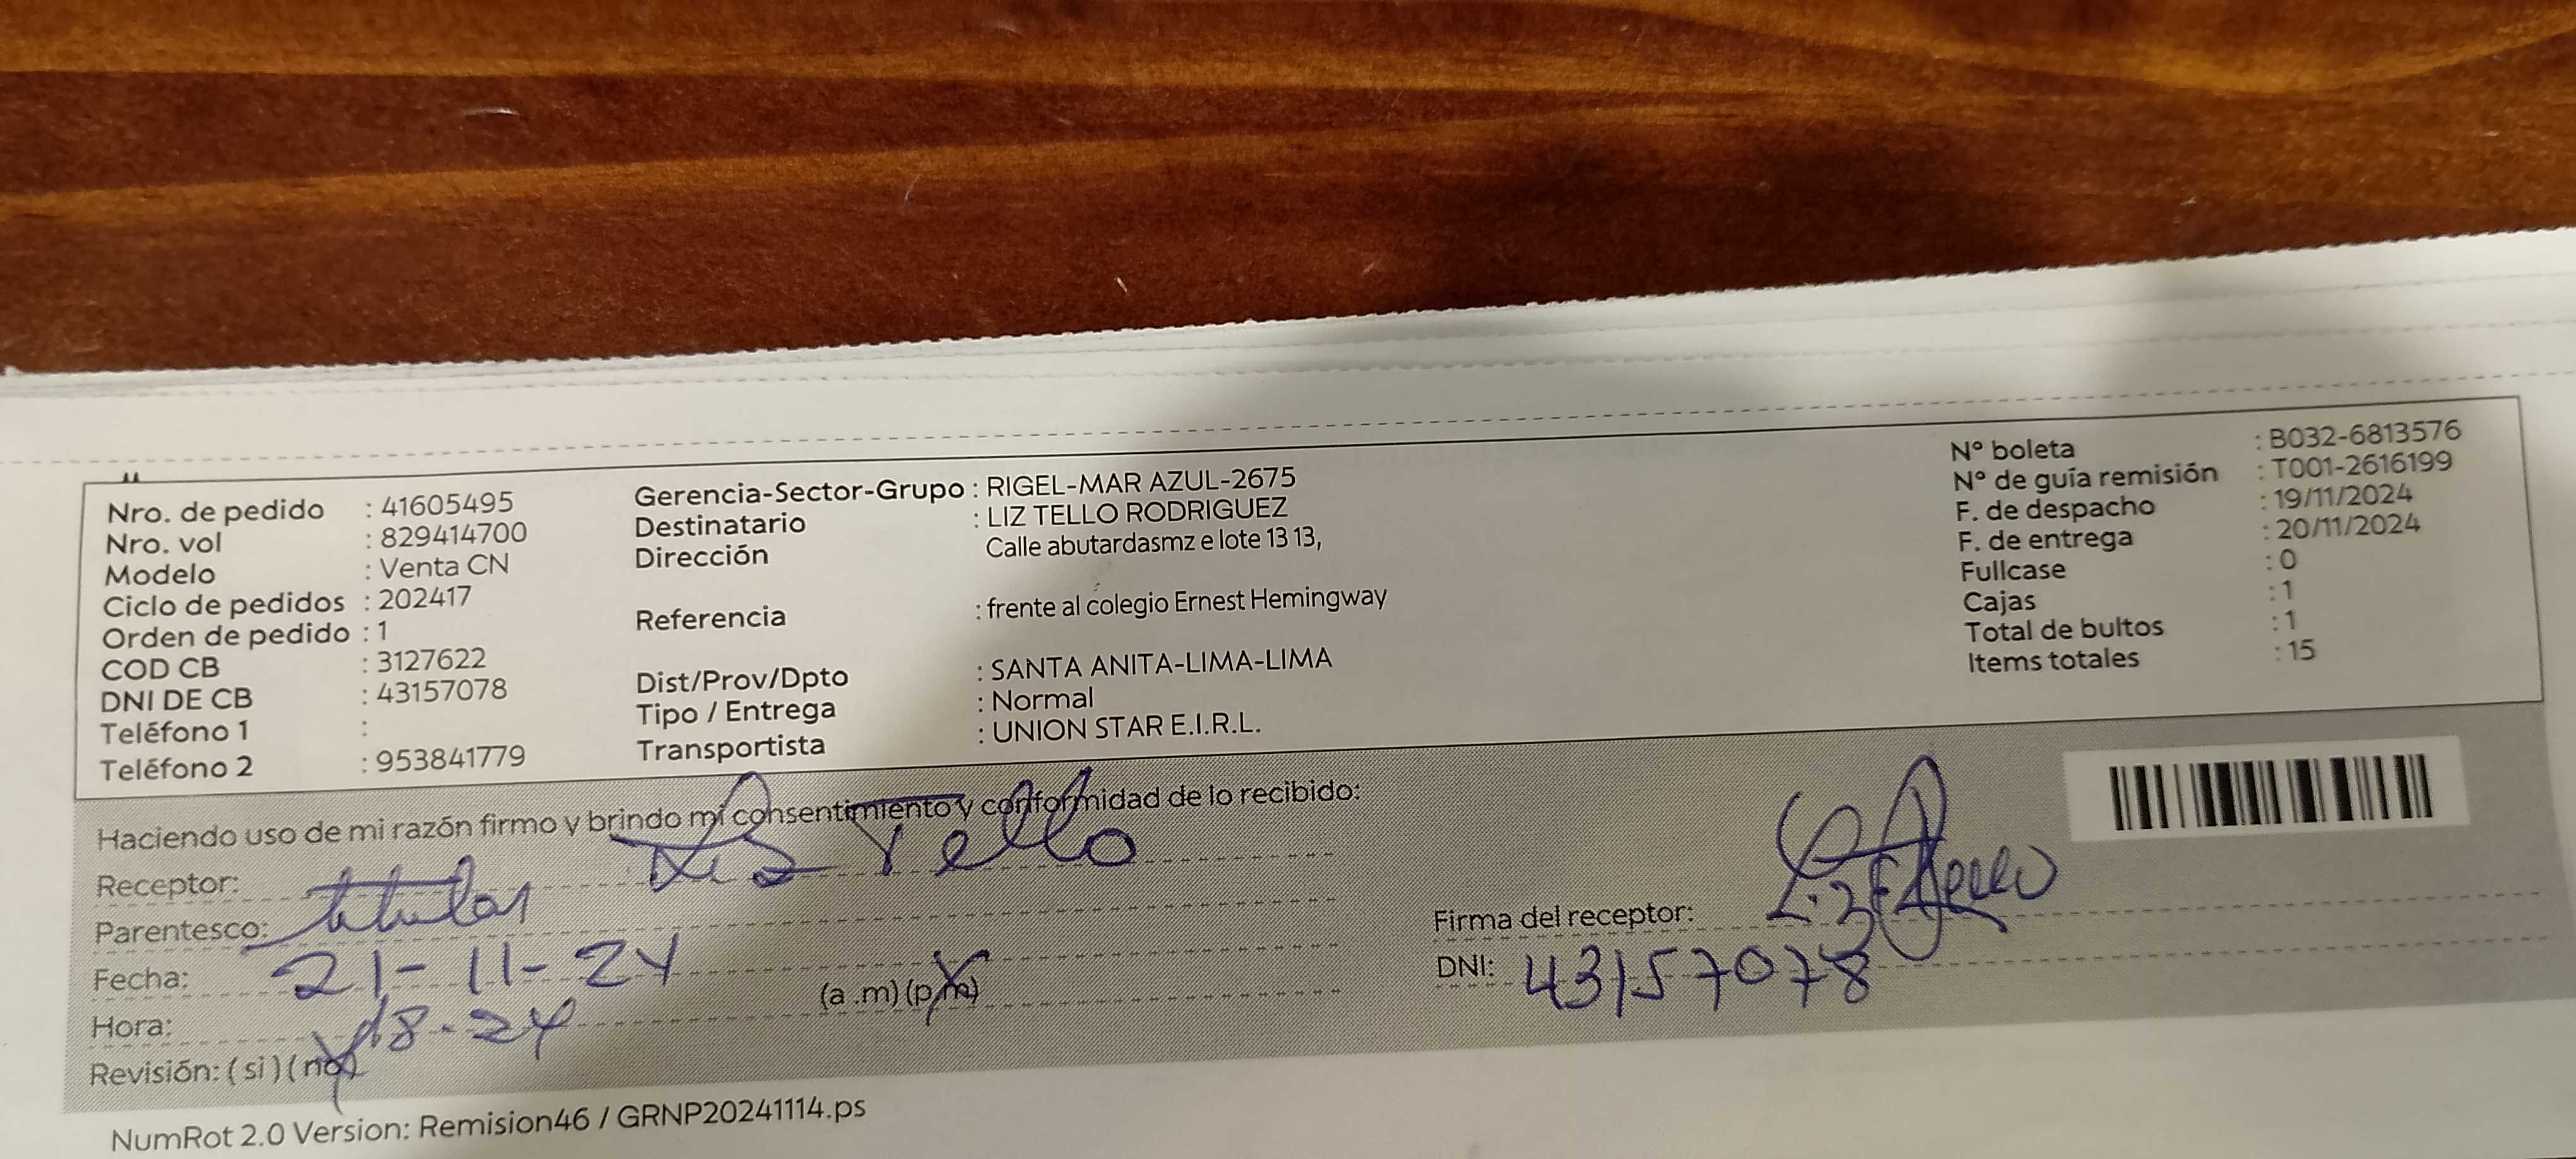 Nro. de pedido : 41605495
Nro. vol : 829414700
Modelo : Venta CN
Ciclo de pedidos : 202417
Orden de pedido : 1
COD CB : 3127622
DNI DE CB : 43157078
Teléfono 1 :
Teléfono 2 : 953841779
Gerencia-Sector-Grupo : RIGEL-MAR AZUL-2675
Destinatario : LIZ TELLO RODRIGUEZ
Dirección Calle abutardasmz e lote 13 13,
Referencia : frente al colegio Ernest Hemingway
Dist/Prov/Dpto : SANTA ANITA-LIMA-LIMA
Tipo / Entrega : Normal
Transportista : UNION STAR E.I.R.L.
N° boleta : B032-6813576
N° de guía remisión : T001-2616199
F. de despacho : 19/11/2024
F. de entrega : 20/11/2024
Fullcase : 0
Cajas : 1
Total de bultos : 1
Items totales : 15
Haciendo uso de mi razón firmo y brindo mi consentimiento y conformidad de lo recibido:
Receptor: Liz Tello
Parentesco: titular
Fecha: 21-11-24
Hora: 18-24 (a .m) (p.m)
Revisión: ( si ) ( no )
Firma del receptor: Liz Tello
DNI: 43157078
NumRot 2.0 Version: Remision46 / GRNP20241114.ps